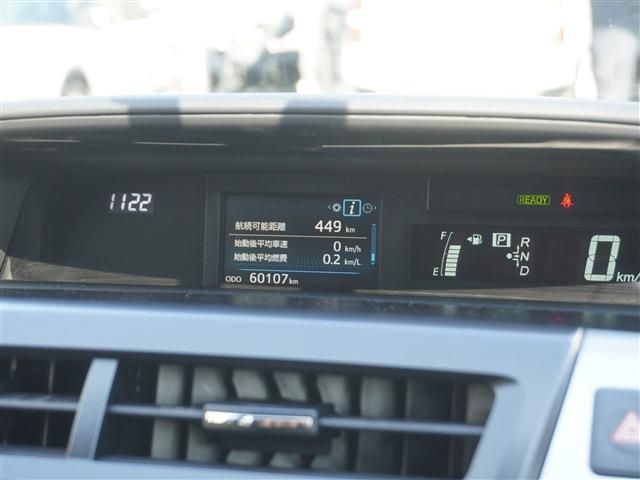 1122
航続可能距離 449 km
始動後平均車速 0 km/h
始動後平均燃費 0.2 km/L
ODO 60107 km
READY
F
E
P
R
N
D
0
km/